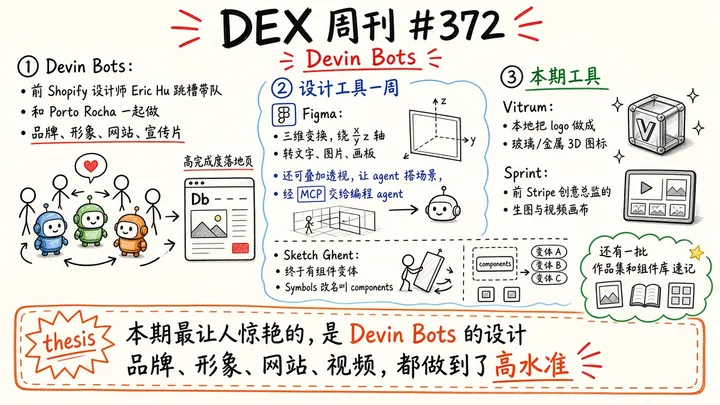 DEX 周刊 #372
Devin Bots
① Devin Bots:
• 前 Shopify 设计师 Eric Hu 跳槽带队
• 和 Porto Rocha 一起做
• 品牌、形象、网站、宣传片
高完成度落地页
Db
② 设计工具一周
Figma:
• 三维变换，绕 x/y z 轴
• 转文字、图片、画板
• 还可叠加透视，让 agent 搭场景，
• 经 MCP 交给编程 agent
z
y
x
• Sketch Ghent:
• 终于有组件变体
• Symbols 改名叫 components
components
变体 A
变体 B
变体 C
③ 本期工具
Vitrum:
• 本地把 logo 做成
• 玻璃/金属 3D 图标
V
Sprint:
• 前 Stripe 创意总监的
• 生图与视频画布
还有一批
作品集和组件库 速记
thesis
本期最让人惊艳的，是 Devin Bots 的设计
品牌、形象、网站、视频，都做到了高水准